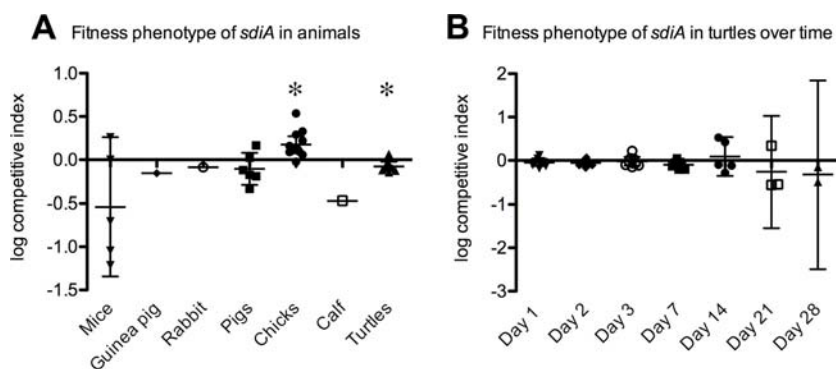 A Fitness phenotype of sdiA in animals
log competitive index
1.0
0.5
0.0
-0.5
-1.0
-1.5
* *
Mice
Guinea pig
Rabbit
Pigs
Chicks
Calf
Turtles
B Fitness phenotype of sdiA in turtles over time
log competitive index
2
1
0
-1
-2
-3
Day 1
Day 2
Day 3
Day 7
Day 14
Day 21
Day 28